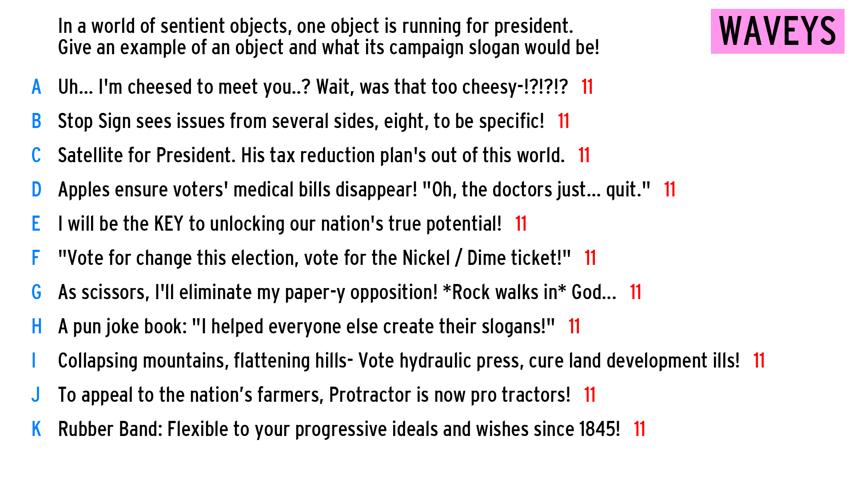 In a world of sentient objects, one object is running for president.
Give an example of an object and what its campaign slogan would be!
WAVEYS
A Uh... I'm cheesed to meet you..? Wait, was that too cheesy-!?!?!? 11
B Stop Sign sees issues from several sides, eight, to be specific! 11
C Satellite for President. His tax reduction plan's out of this world. 11
D Apples ensure voters' medical bills disappear! "Oh, the doctors just... quit." 11
E I will be the KEY to unlocking our nation's true potential! 11
F "Vote for change this election, vote for the Nickel / Dime ticket!" 11
G As scissors, I'll eliminate my paper-y opposition! *Rock walks in* God... 11
H A pun joke book: "I helped everyone else create their slogans!" 11
I Collapsing mountains, flattening hills- Vote hydraulic press, cure land development ills! 11
J To appeal to the nation’s farmers, Protractor is now pro tractors! 11
K Rubber Band: Flexible to your progressive ideals and wishes since 1845! 11